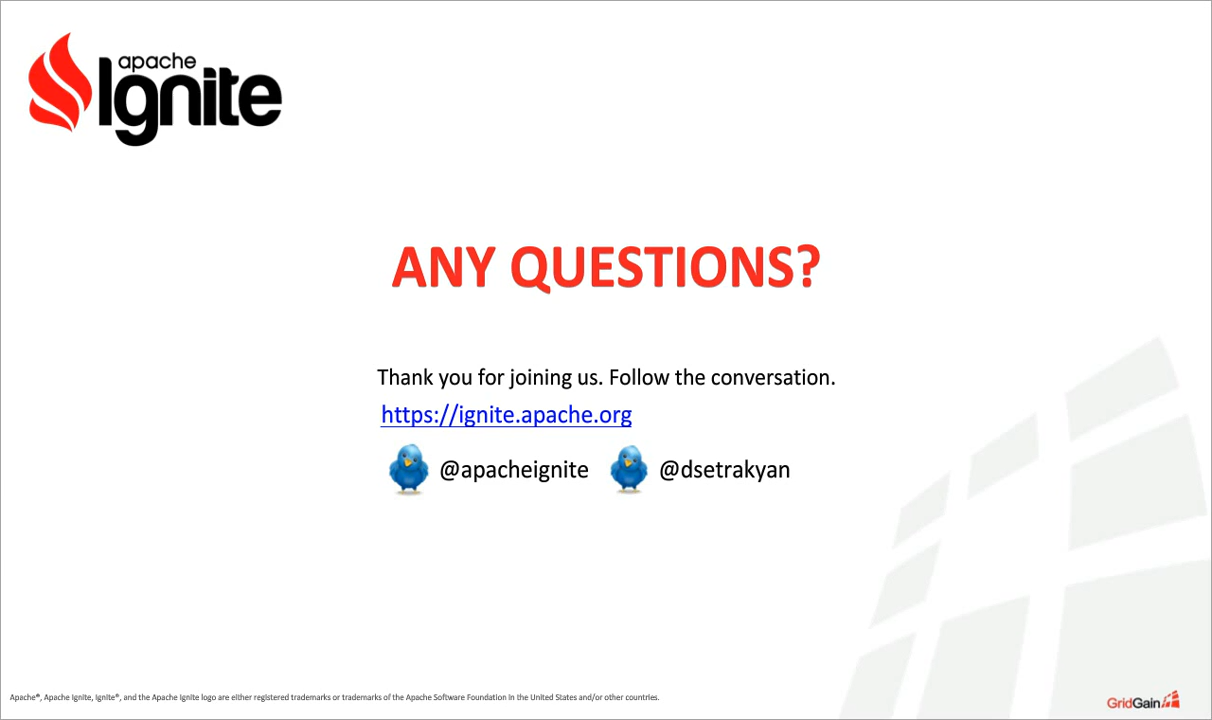 apache
Ignite
ANY QUESTIONS?
Thank you for joining us. Follow the conversation.
https://ignite.apache.org
@apacheignite @dsetrakyan
Apache®, Apache Ignite, Ignite®, and the Apache Ignite logo are either registered trademarks or trademarks of the Apache Software Foundation in the United States and/or other countries.
GridGain